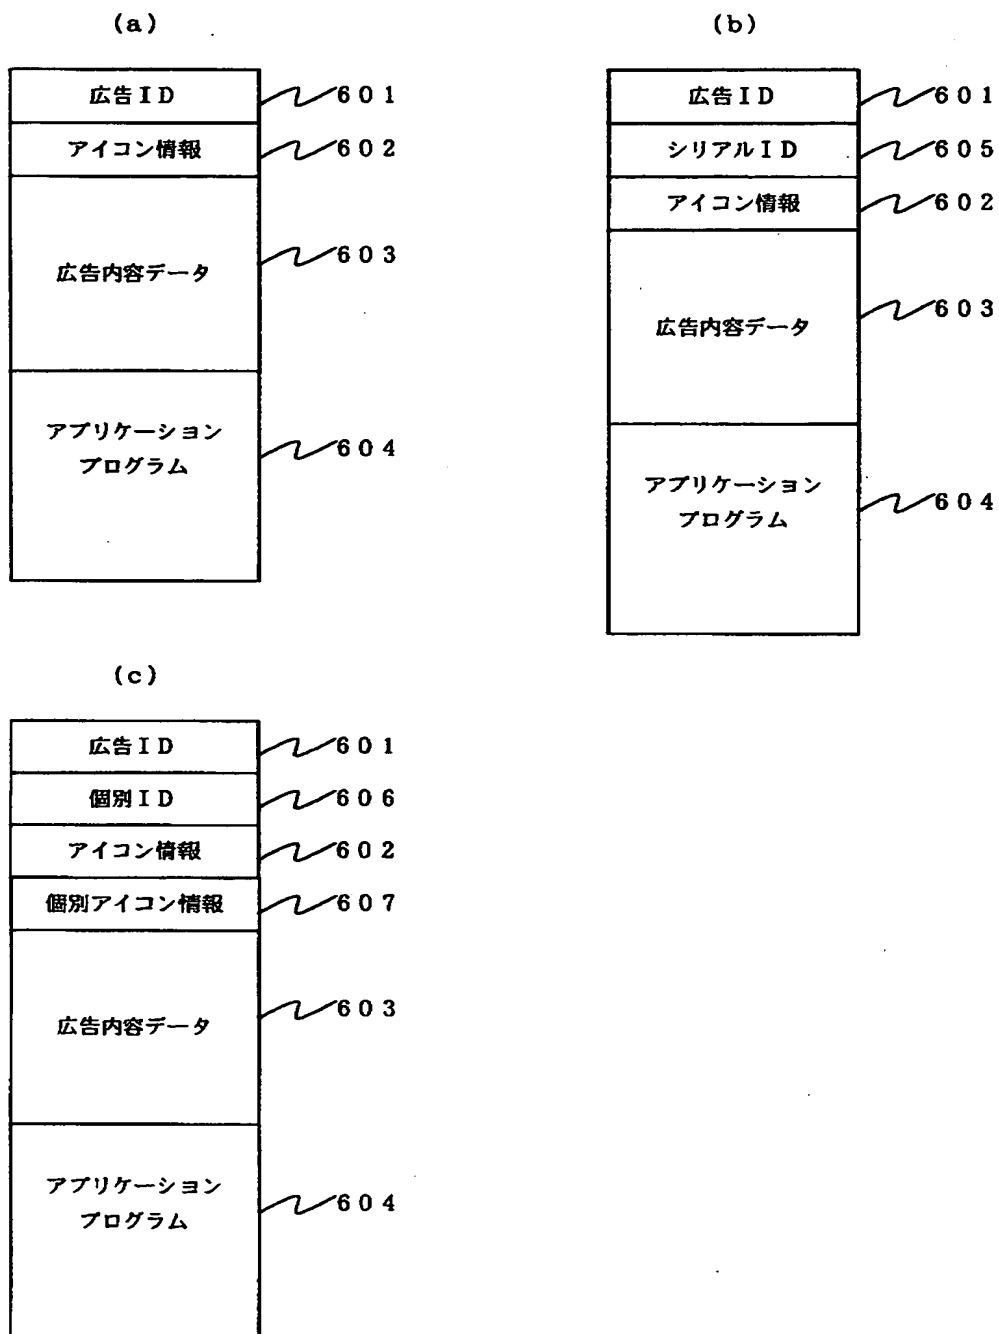 (a)
広告ID 601
アイコン情報 602
広告内容データ 603
アプリケーション
プログラム 604
(b)
広告ID 601
シリアルID 605
アイコン情報 602
広告内容データ 603
アプリケーション
プログラム 604
(c)
広告ID 601
個別ID 606
アイコン情報 602
個別アイコン情報 607
広告内容データ 603
アプリケーション
プログラム 604